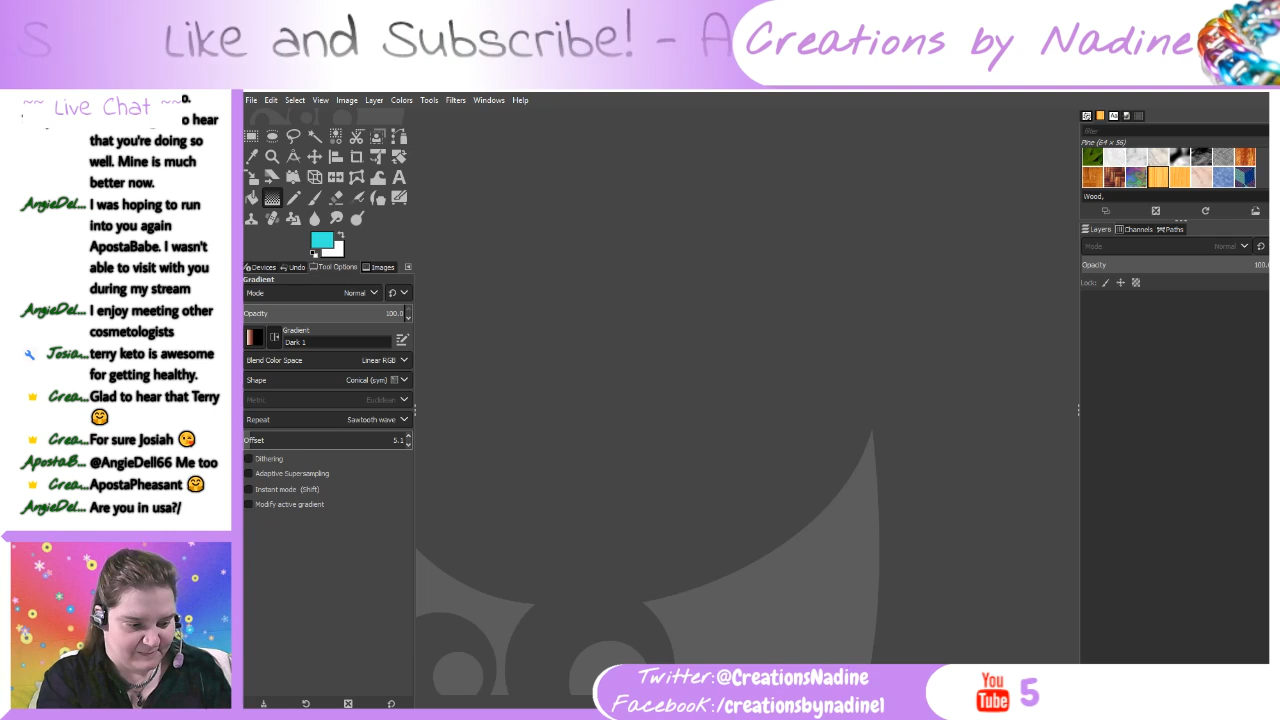 S Like and Subscribe! - A
Creations by Nadine
~~ Live Chat ~~
o hear
that you're doing so
well. Mine is much
better now.
AngieDel... I was hoping to run
into you again
ApostaBabe. I wasn't
able to visit with you
during my stream
AngieDel... I enjoy meeting other
cosmetologists
Josia... terry keto is awesome
for getting healthy.
Crea... Glad to hear that Terry
🤗
Crea... For sure Josiah 😘
ApostaB... @AngieDell66 Me too
Crea... ApostaPheasant 🤗
AngieDel... Are you in usa?/
File Edit Select View Image Layer Colors Tools Filters Windows Help
Devices Undo Tool Options Images
Gradient
Mode Normal
Opacity 100.0
Gradient
Dark 1
Blend Color Space Linear RGB
Shape Conical (sym)
Metric Euclidean
Repeat Sawtooth wave
Offset 5.1
Dithering
Adaptive Supersampling
Instant mode (Shift)
Modify active gradient
filter
Pine (64 × 56)
Wood,
Layers Channels Paths
Mode Normal
Opacity 100.
Lock:
Twitter:@CreationsNadine
Facebook:/creationsbynadine1
You
Tube 5